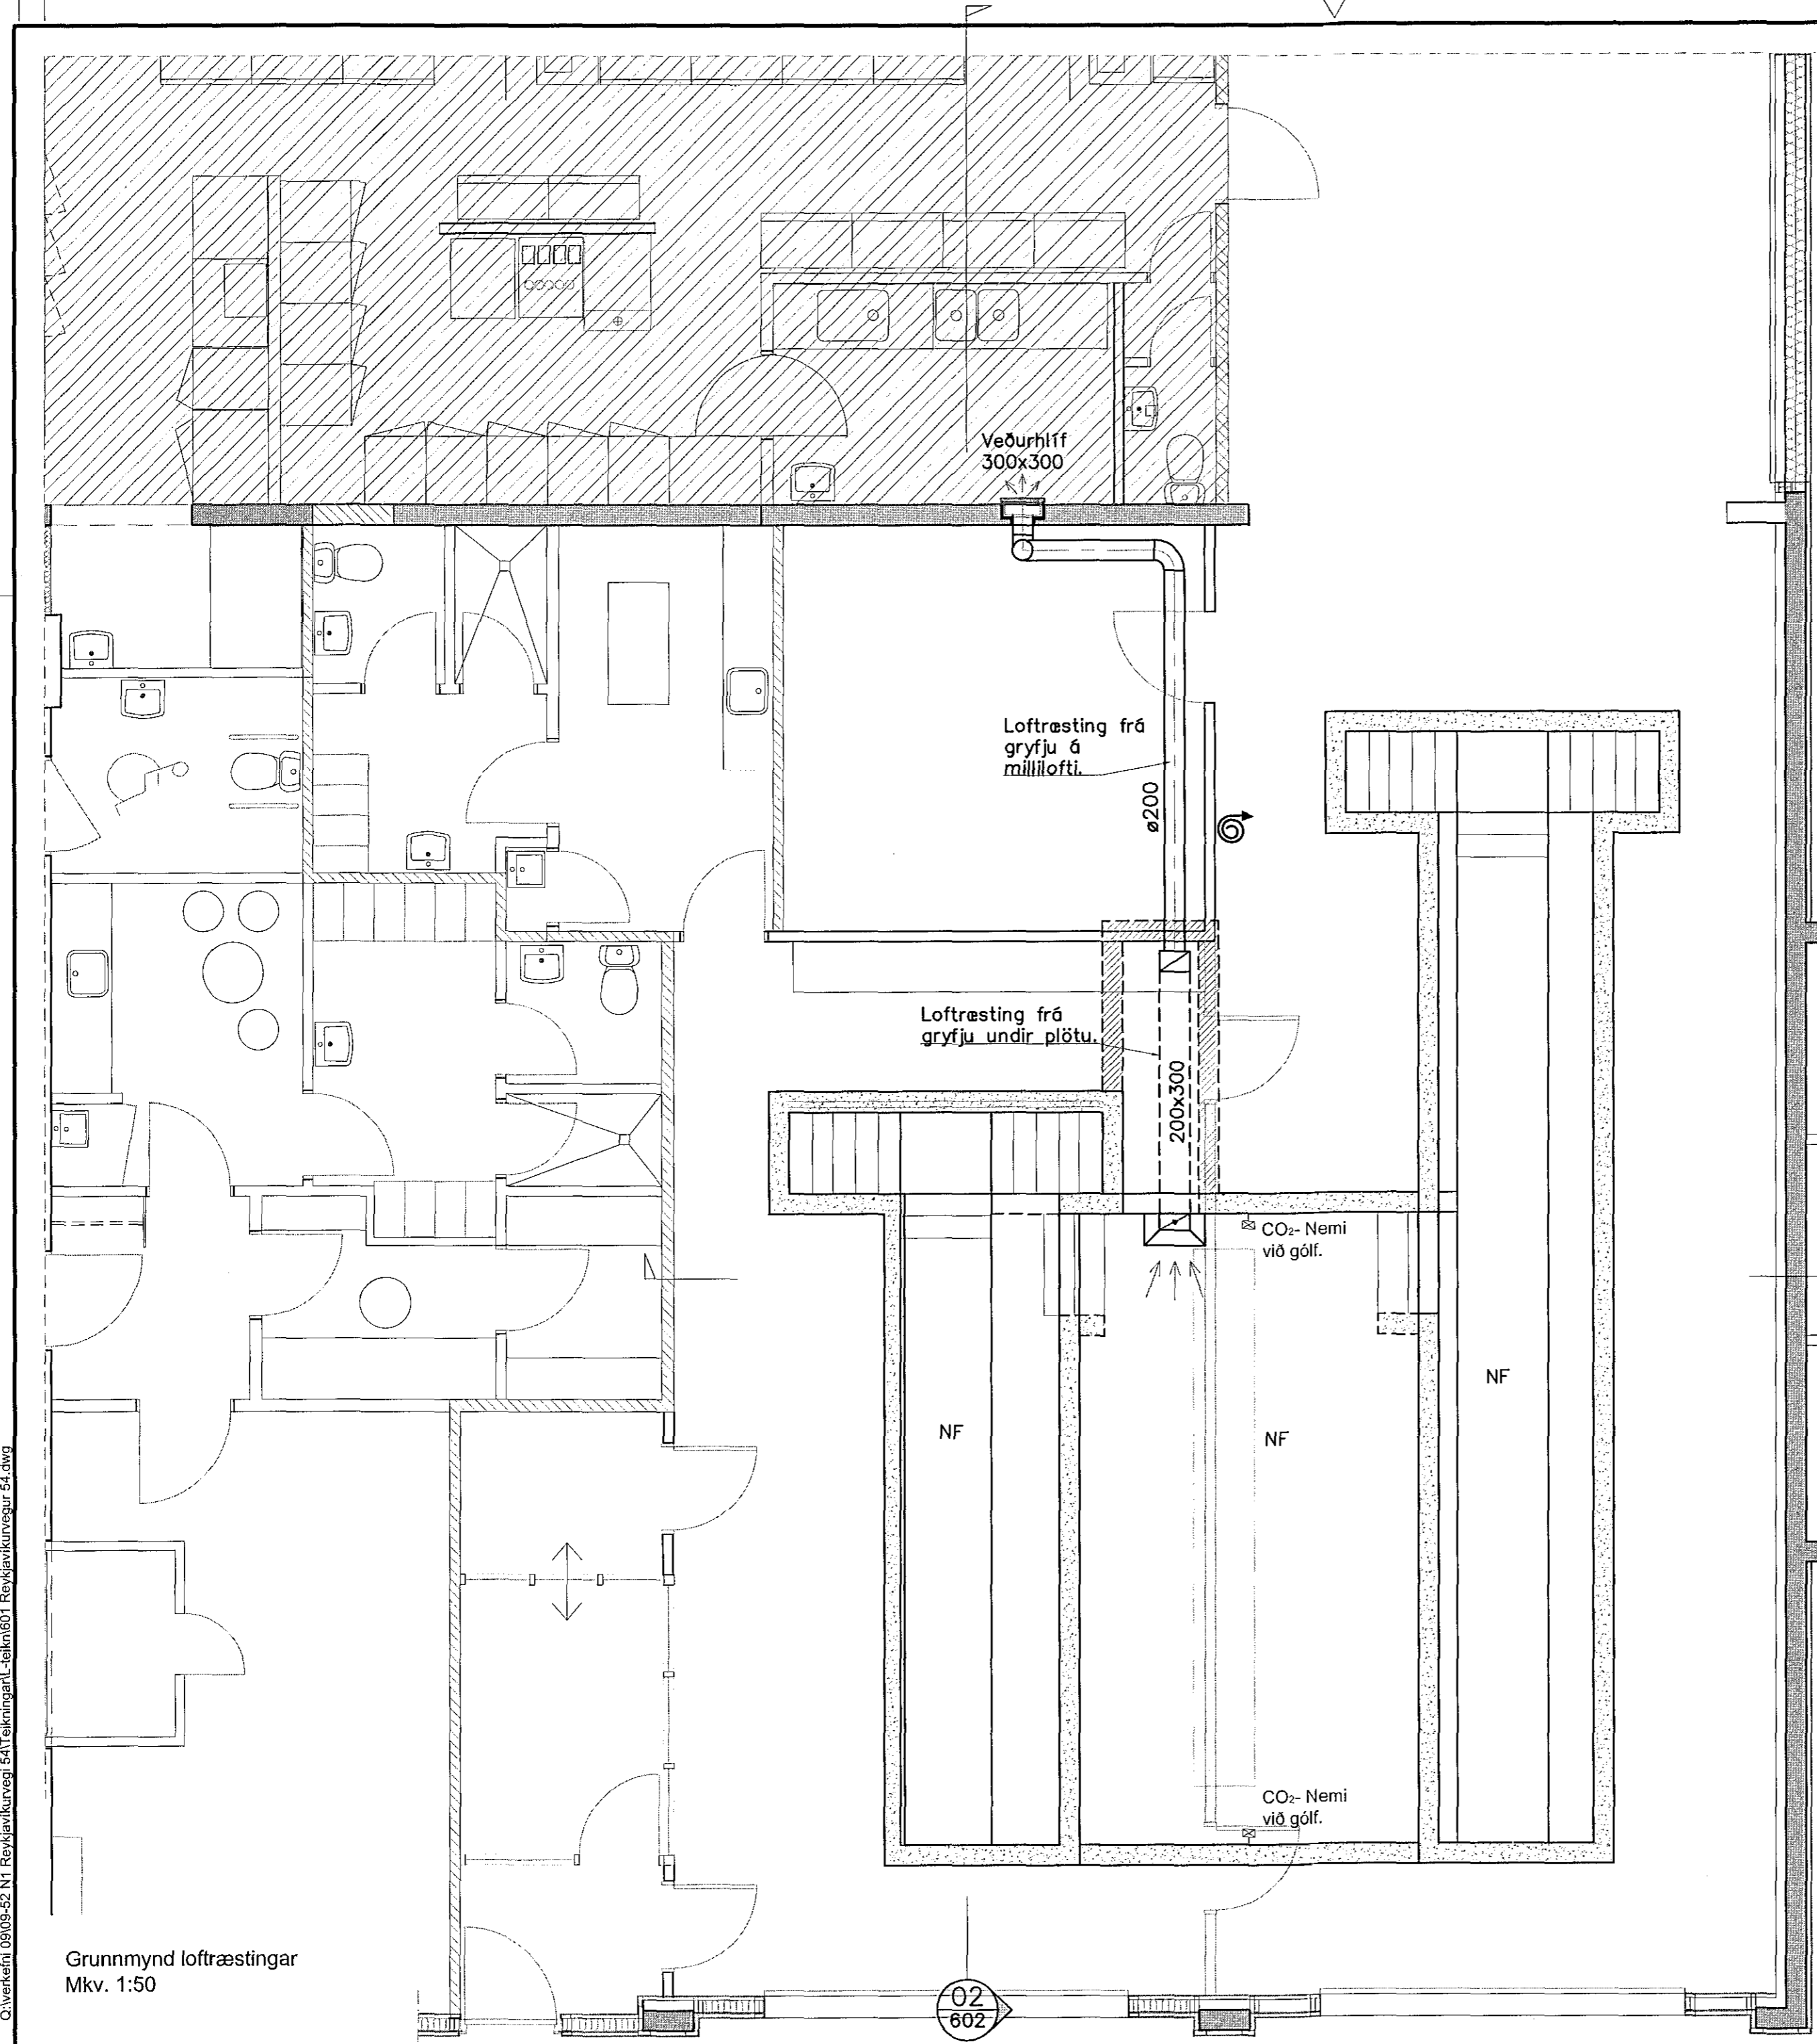 Veðurhlíf
300x300
Loftræsting frá
gryfju á
millilofti.
ø200
Loftræsting frá
gryfju undir plötu.
200x300
CO₂- Nemi
við gólf.
NF
NF
NF
CO₂- Nemi
við gólf.
Grunnmynd loftræstingar
Mkv. 1:50
02
602
Q:\verkefni 09\09-52 N1 Reykjavíkurvegi 54\Teikningar\L-teikn\601 Reykjavíkurvegur 54.dwg